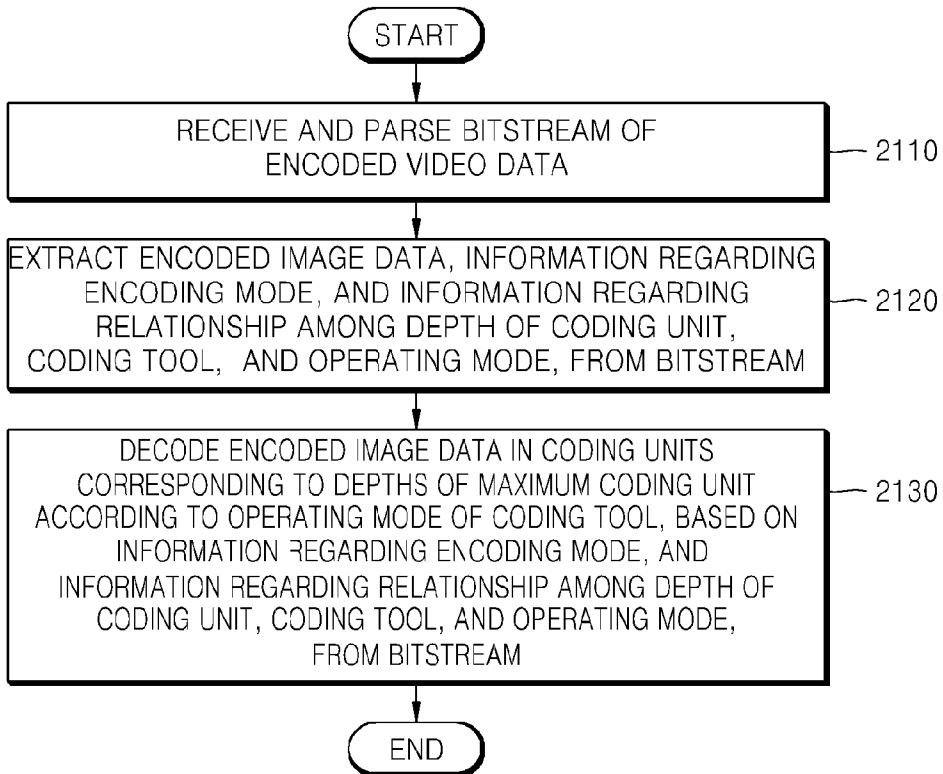 START
RECEIVE AND PARSE BITSTREAM OF
ENCODED VIDEO DATA
2110
EXTRACT ENCODED IMAGE DATA, INFORMATION REGARDING
ENCODING MODE, AND INFORMATION REGARDING
RELATIONSHIP AMONG DEPTH OF CODING UNIT,
CODING TOOL, AND OPERATING MODE, FROM BITSTREAM
2120
DECODE ENCODED IMAGE DATA IN CODING UNITS
CORRESPONDING TO DEPTHS OF MAXIMUM CODING UNIT
ACCORDING TO OPERATING MODE OF CODING TOOL, BASED ON
INFORMATION REGARDING ENCODING MODE, AND
INFORMATION REGARDING RELATIONSHIP AMONG DEPTH OF
CODING UNIT, CODING TOOL, AND OPERATING MODE,
FROM BITSTREAM
2130
END